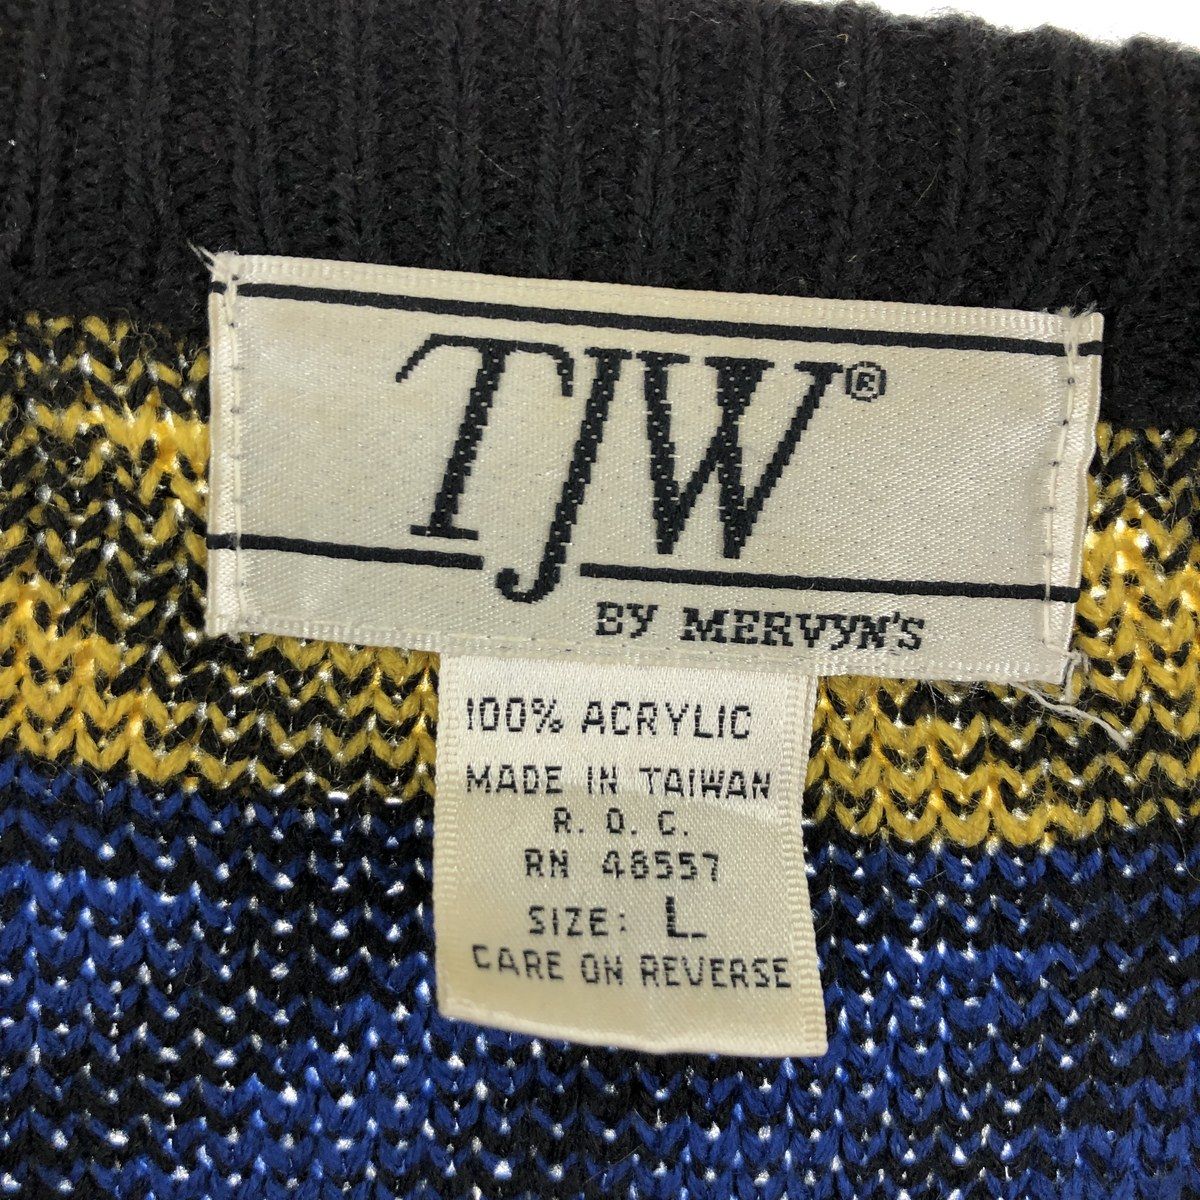 TJW®
BY MERVYN'S
100% ACRYLIC
MADE IN TAIWAN
R. O. C.
RN 48557
SIZE: L
CARE ON REVERSE